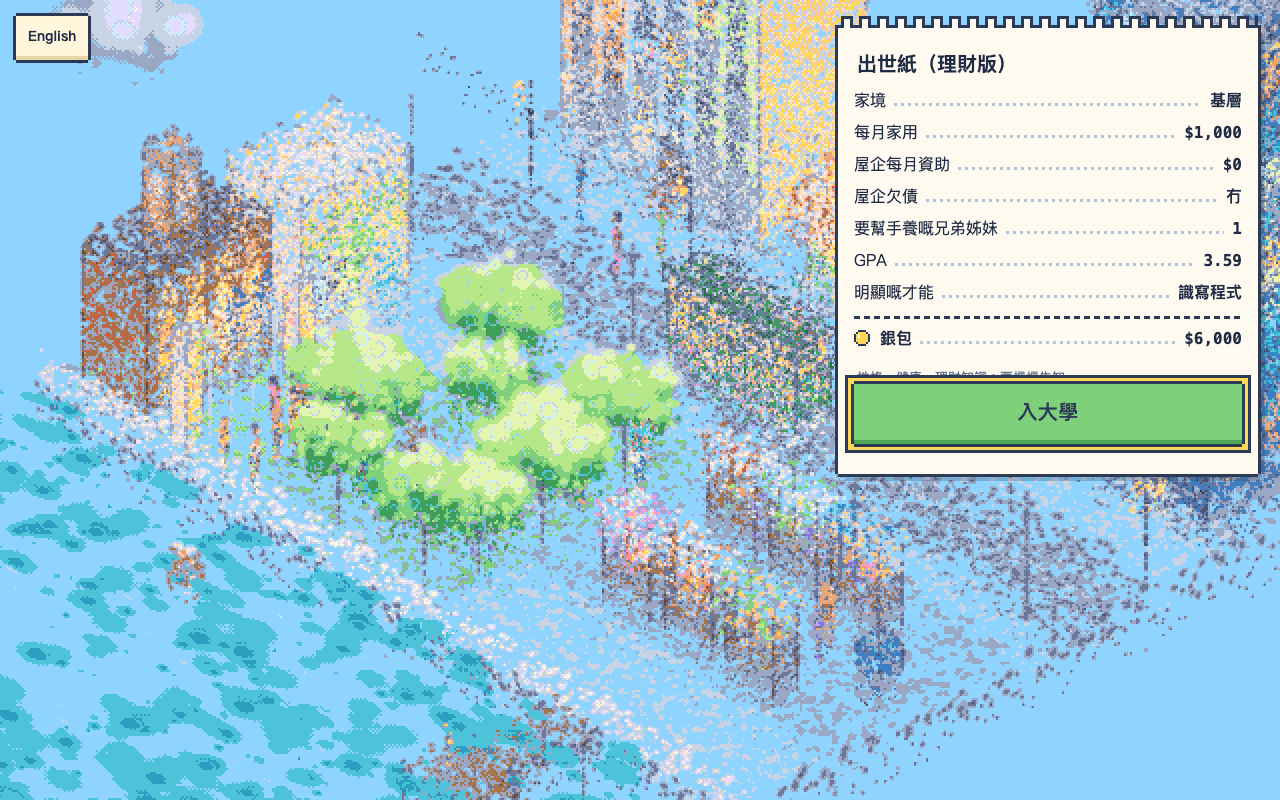 English
出世紙（理財版）
家境 基層
每月家用 $1,000
屋企每月資助 $0
屋企欠債 冇
要幫手養嘅兄弟姊妹 1
GPA 3.59
明顯嘅才能 識寫程式
銀包 $6,000
入大學